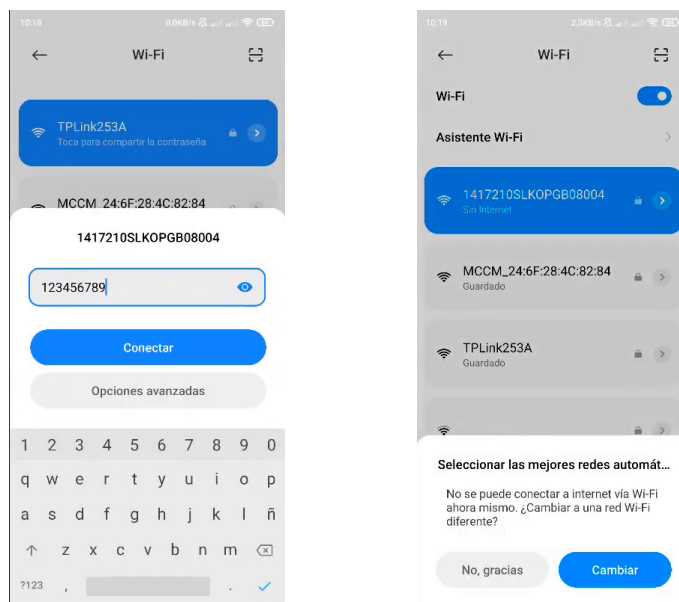 10:18
0,0KB/s
Wi-Fi
TPLink253A
Toca para compartir la contraseña
MCCM_24:6F:28:4C:82:84
1417210SLKOPGB08004
123456789
Conectar
Opciones avanzadas
1 2 3 4 5 6 7 8 9 0
q w e r t y u i o p
a s d f g h j k l ñ
z x c v b n m
?123 , .
10:19
2,3KB/s
Wi-Fi
Wi-Fi
Asistente Wi-Fi
1417210SLKOPGB08004
Sin Internet
MCCM_24:6F:28:4C:82:84
Guardado
TPLink253A
Guardado
Seleccionar las mejores redes automát...
No se puede conectar a internet vía Wi-Fi
ahora mismo. ¿Cambiar a una red Wi-Fi
diferente?
No, gracias
Cambiar